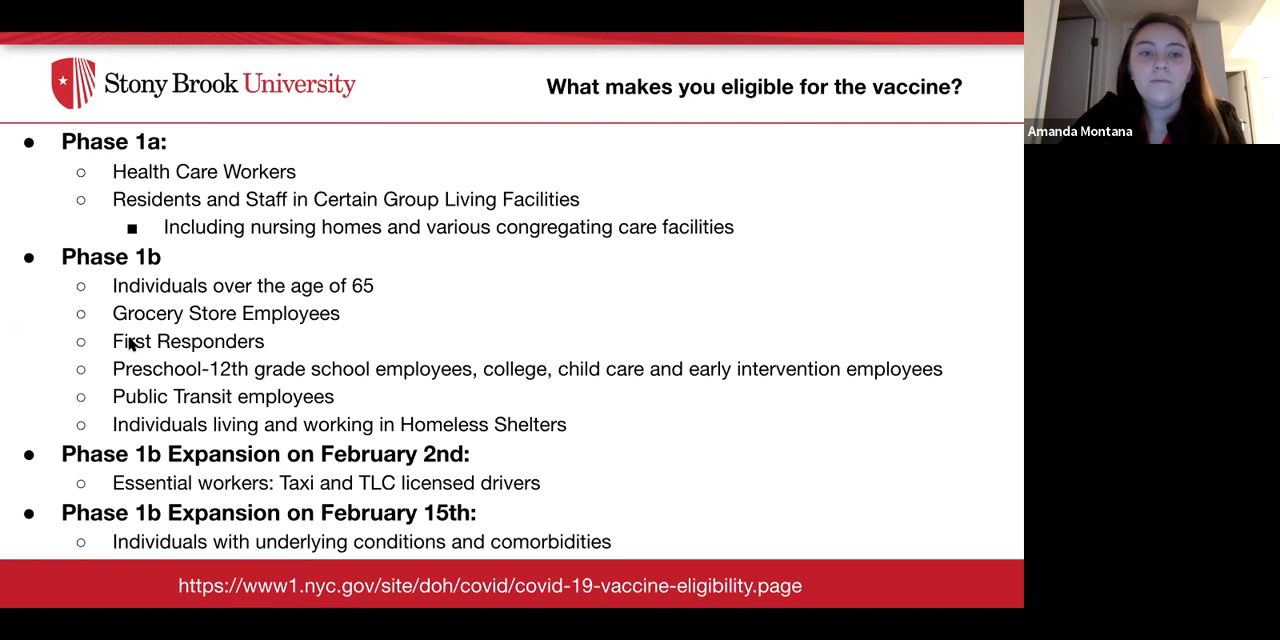 Stony Brook University
What makes you eligible for the vaccine?
Amanda Montana
● Phase 1a:
○ Health Care Workers
○ Residents and Staff in Certain Group Living Facilities
■ Including nursing homes and various congregating care facilities
● Phase 1b
○ Individuals over the age of 65
○ Grocery Store Employees
○ First Responders
○ Preschool-12th grade school employees, college, child care and early intervention employees
○ Public Transit employees
○ Individuals living and working in Homeless Shelters
● Phase 1b Expansion on February 2nd:
○ Essential workers: Taxi and TLC licensed drivers
● Phase 1b Expansion on February 15th:
○ Individuals with underlying conditions and comorbidities
https://www1.nyc.gov/site/doh/covid/covid-19-vaccine-eligibility.page